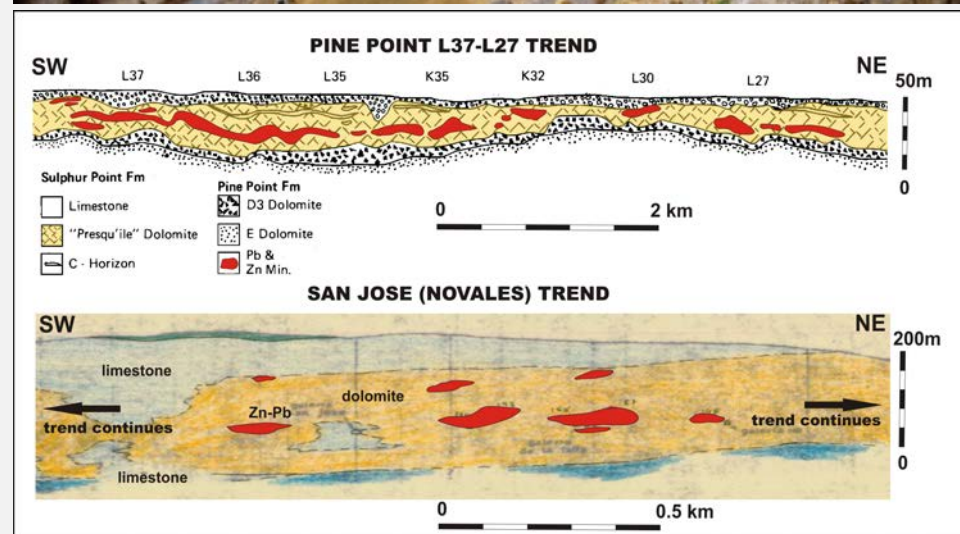 PINE POINT L37-L27 TREND
SW
L37
L36
L35
K35
K32
L30
L27
NE
50m
0
Sulphur Point Fm
Limestone
"Presqu'ile" Dolomite
C - Horizon
Pine Point Fm
D3 Dolomite
E Dolomite
Pb &
Zn Min.
0
2 km
SAN JOSE (NOVALES) TREND
SW
NE
200m
0
limestone
dolomite
Zn-Pb
trend continues
trend continues
limestone
0
0.5 km